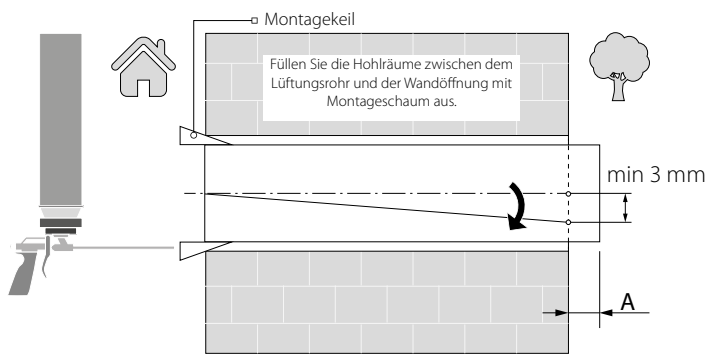 Montagekeil
Füllen Sie die Hohlräume zwischen dem
Lüftungsrohr und der Wandöffnung mit
Montageschaum aus.
min 3 mm
A